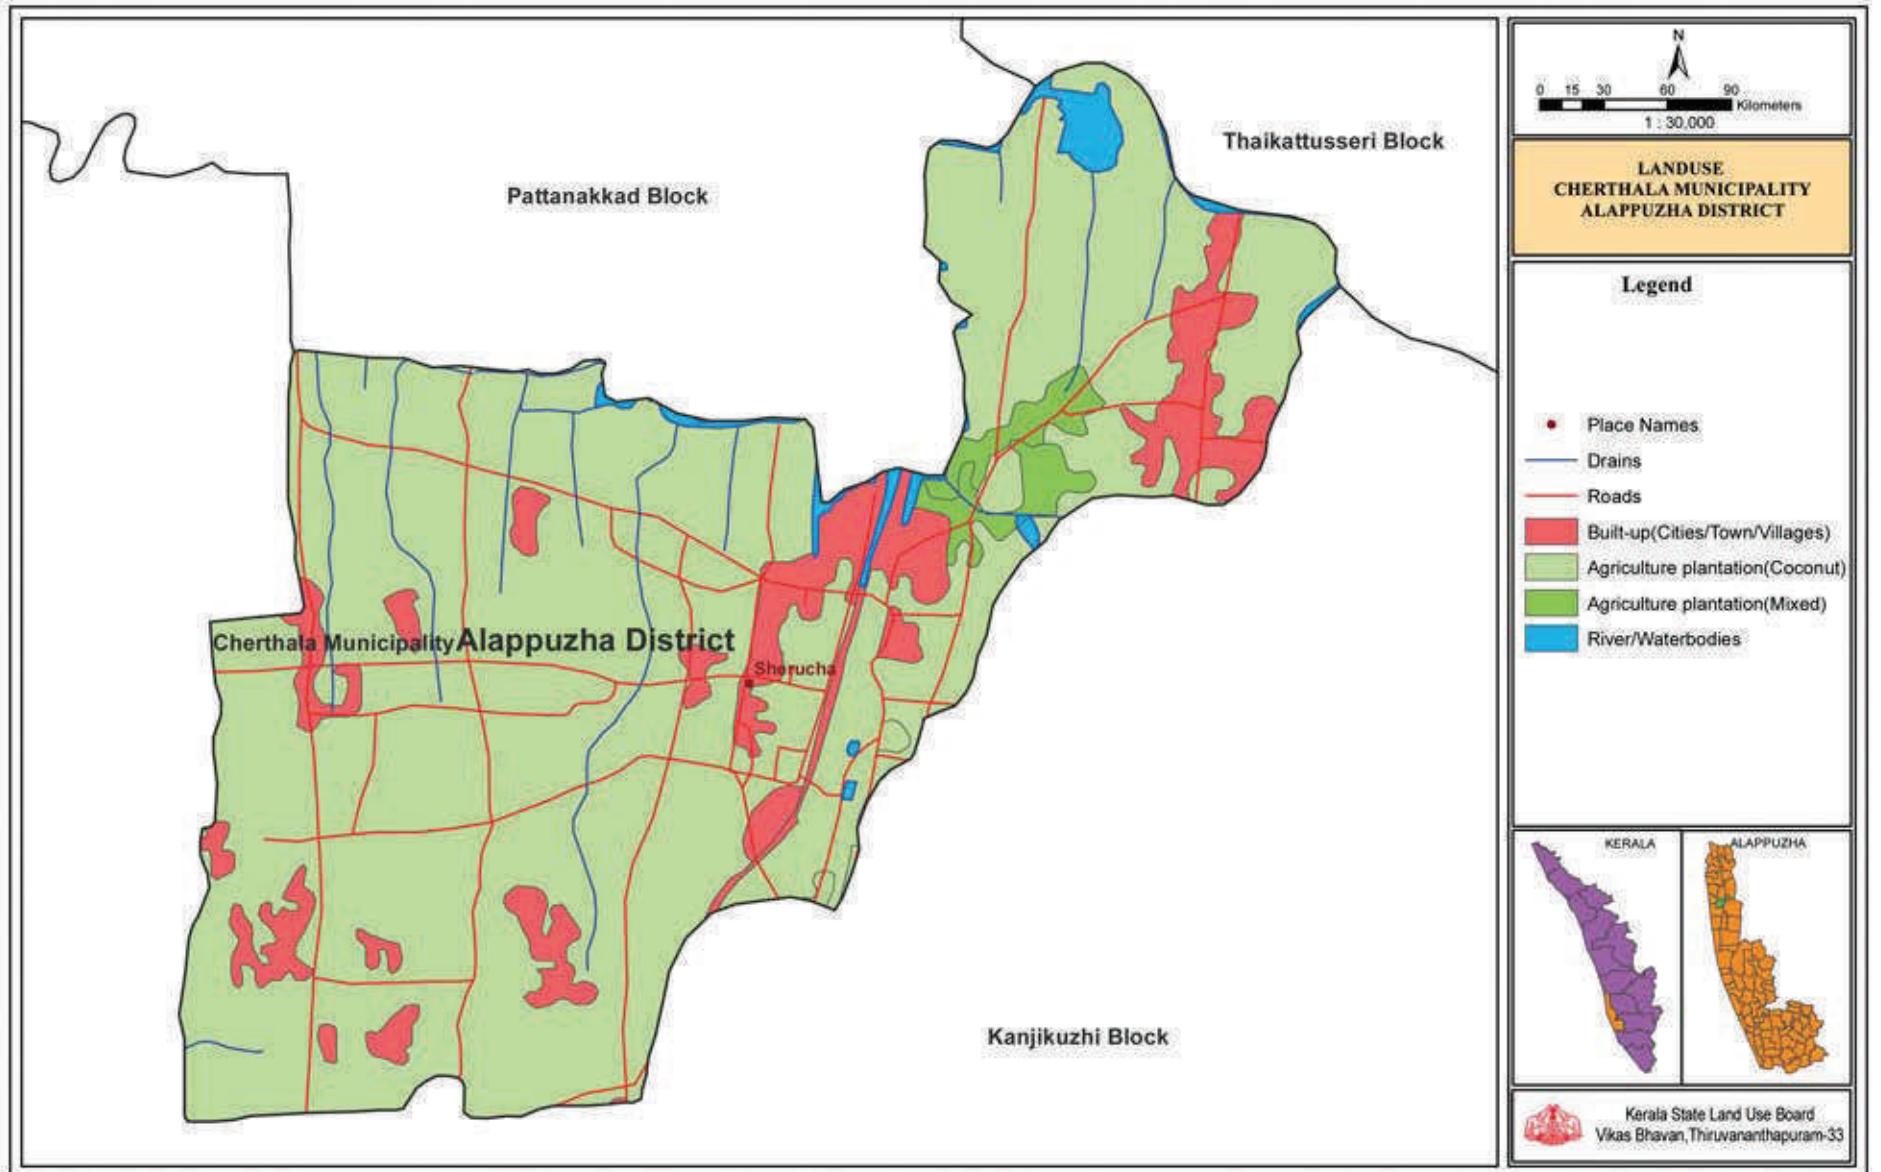 Pattanakkad Block
Thaikattusseri Block
Cherthala Municipality
Alappuzha District
Sherucha
Kanjikuzhi Block
N
0 15 30 60 90
Kilometers
1 : 30,000
LANDUSE
CHERTHALA MUNICIPALITY
ALAPPUZHA DISTRICT
Legend
Place Names
Drains
Roads
Built-up(Cities/Town/Villages)
Agriculture plantation(Coconut)
Agriculture plantation(Mixed)
River/Waterbodies
KERALA
ALAPPUZHA
Kerala State Land Use Board
Vikas Bhavan,Thiruvananthapuram-33